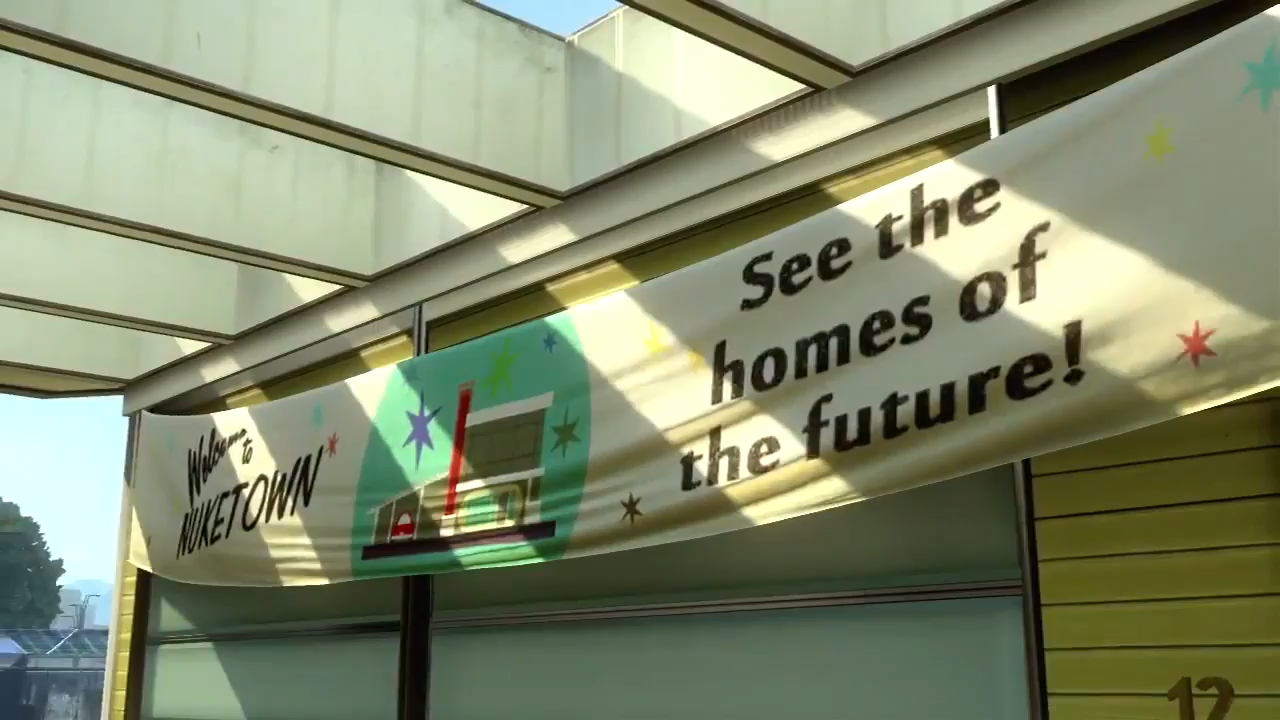 Welcome
to
NUKETOWN
See the
homes of
the future!
12